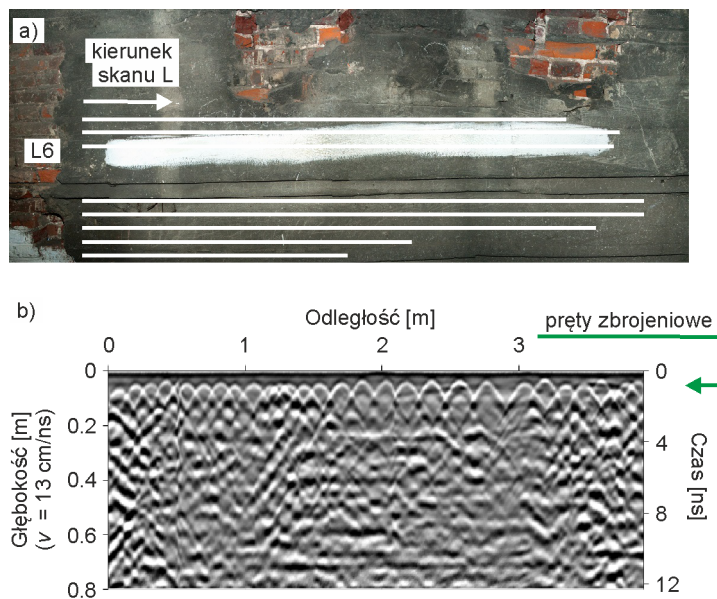 a)
kierunek
skanu L
L6
b)
Odległość [m]
pręty zbrojeniowe
0 1 2 3
0 0
0.2 4
0.4
0.6 8
0.8 12
Głębokość [m]
(v = 13 cm/ns)
Czas [ns]